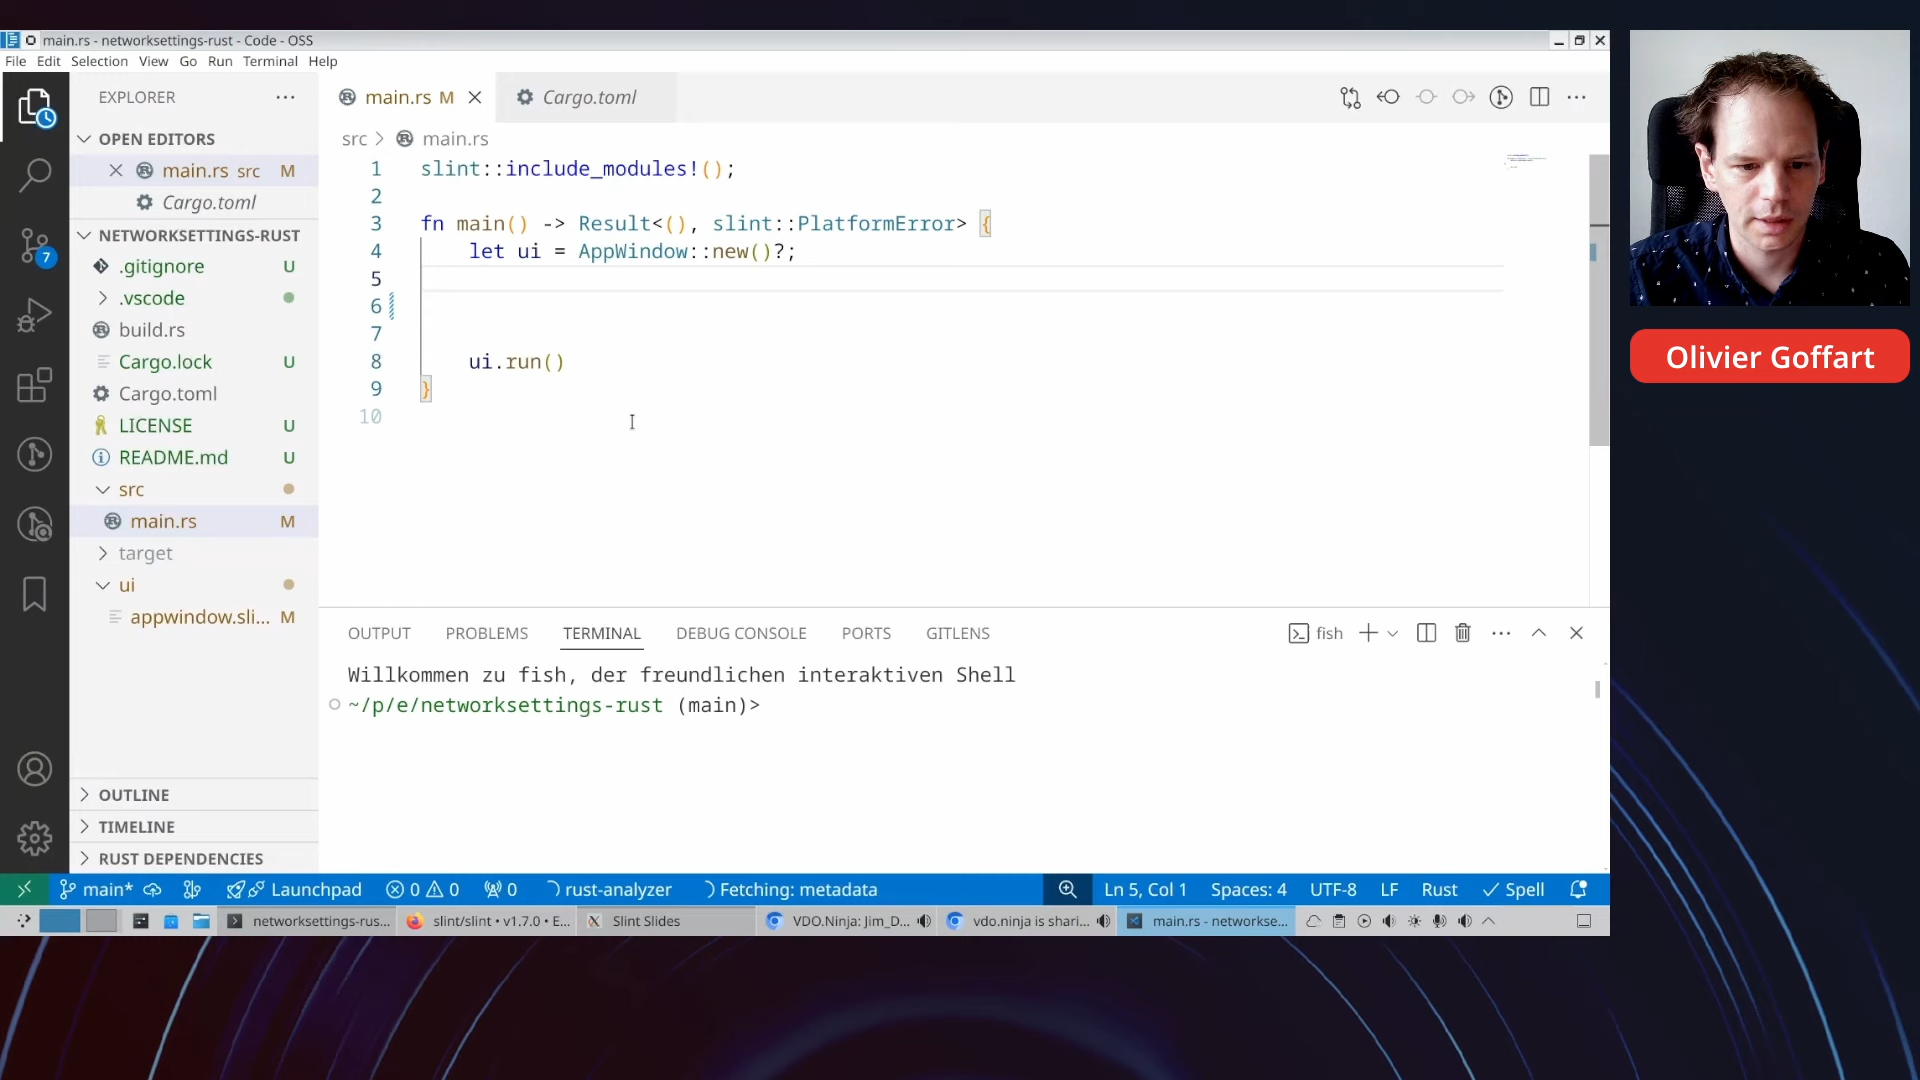 main.rs - networksettings-rust - Code - OSS
File Edit Selection View Go Run Terminal Help
EXPLORER
OPEN EDITORS
main.rs src M
Cargo.toml
NETWORKSETTINGS-RUST
.gitignore U
.vscode
build.rs
Cargo.lock U
Cargo.toml
LICENSE U
README.md U
src
main.rs M
target
ui
appwindow.sli... M
OUTLINE
TIMELINE
RUST DEPENDENCIES
7
main.rs M
Cargo.toml
src > main.rs
1 slint::include_modules!();
2
3 fn main() -> Result<(), slint::PlatformError> {
4 let ui = AppWindow::new()?;
5
6
7
8 ui.run()
9 }
10
OUTPUT PROBLEMS TERMINAL DEBUG CONSOLE PORTS GITLENS
fish
Willkommen zu fish, der freundlichen interaktiven Shell
~/p/e/networksettings-rust (main)>
main* Launchpad 0 0 0 rust-analyzer Fetching: metadata Ln 5, Col 1 Spaces: 4 UTF-8 LF Rust Spell
networksettings-rus... slint/slint • v1.7.0 • E... Slint Slides VDO.Ninja: Jim_D... vdo.ninja is shari... main.rs - networkse...
Olivier Goffart